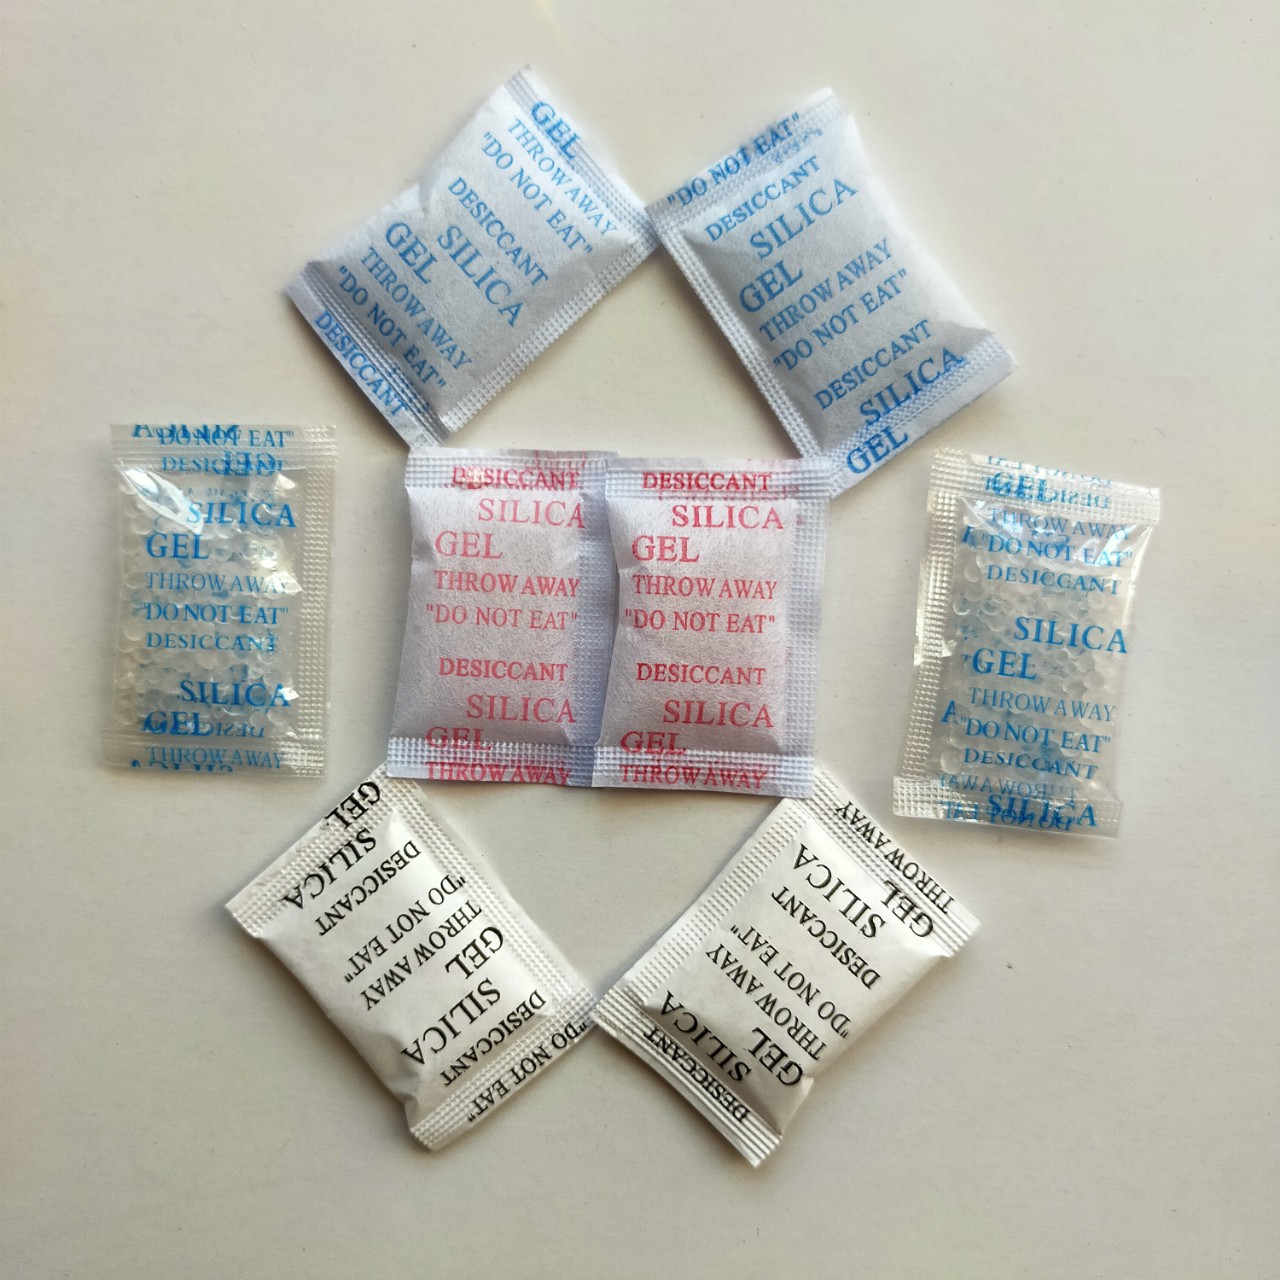 GEL
THROW AWAY
"DO NOT EAT"
DESICCANT
SILICA
GEL
THROW AWAY
"DO NOT EAT"
DESICCANT
"DO NOT EAT"
DESICCANT
SILICA
GEL
THROW AWAY
"DO NOT EAT"
DESICCANT
SILICA
GEL
"DO NOT EAT"
SILICA
GEL
THROW AWAY
"DO NOT EAT"
DESICCANT
SILICA
GEL
THROW AWAY
DESICCANT
SILICA
GEL
THROW AWAY
"DO NOT EAT"
DESICCANT
SILICA
GEL
THROW AWAY
DESICCANT
SILICA
GEL
THROW AWAY
"DO NOT EAT"
DESICCANT
SILICA
GEL
THROW AWAY
GEL
THROW AWAY
"DO NOT EAT"
DESICCANT
SILICA
GEL
THROW AWAY
"DO NOT EAT"
DESICCANT
SILICA
GEL
SILICA
DESICCANT
"DO NOT EAT"
THROW AWAY
GEL
SILICA
DESICCANT
"DO NOT EAT"
THROW AWAY
GEL
SILICA
DESICCANT
"DO NOT EAT"
THROW AWAY
GEL
SILICA
DESICCANT